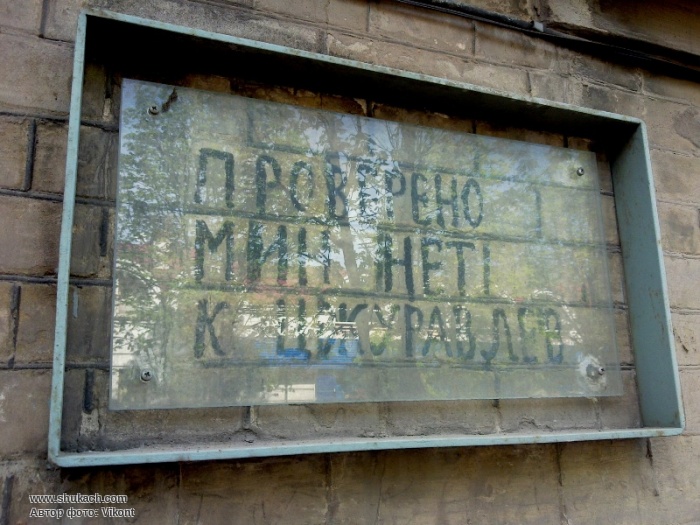 ПРОВЕРЕНО
МИН НЕТ!
К-Ц ЖУРАВЛЕВ
www.shukach.com
Автор фото: Vikont